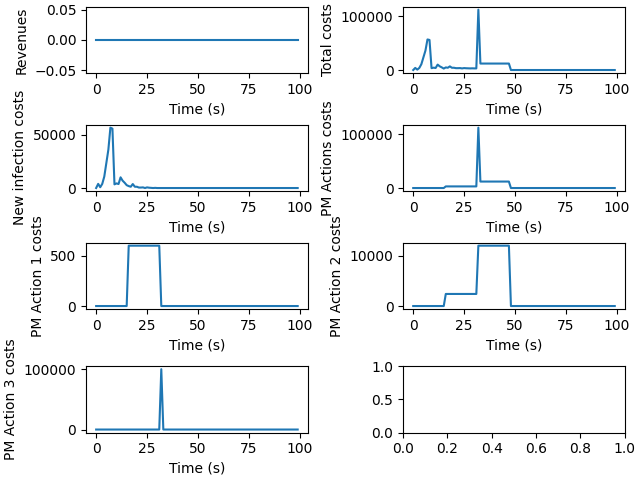 Revenues
0.05
0.00
−0.05
0 25 50 75 100
Time (s)
Total costs
100000
0
0 25 50 75 100
Time (s)
New infection costs
50000
0
0 25 50 75 100
Time (s)
PM Actions costs
100000
0
0 25 50 75 100
Time (s)
PM Action 1 costs
500
0
0 25 50 75 100
Time (s)
PM Action 2 costs
10000
0
0 25 50 75 100
Time (s)
PM Action 3 costs
100000
0
0 25 50 75 100
Time (s)
1.0
0.5
0.0
0.0 0.2 0.4 0.6 0.8 1.0